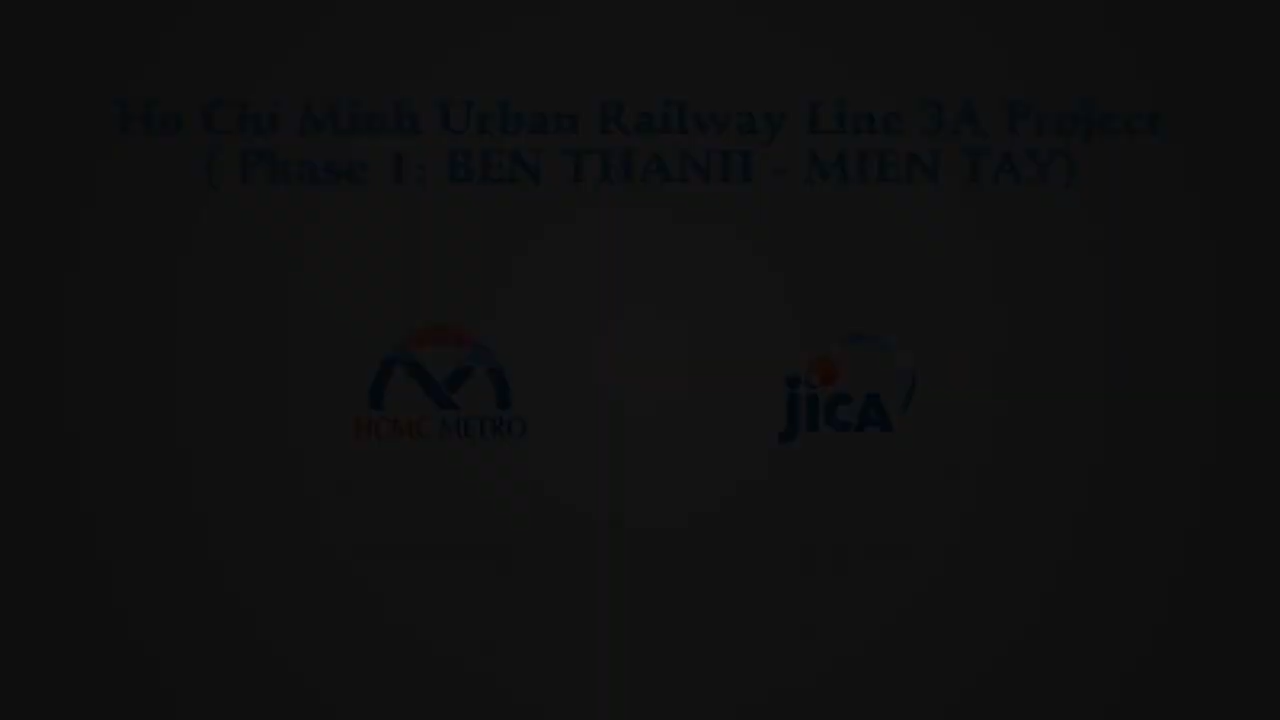 Ho Chi Minh Urban Railway Line 3A Project
( Phase 1: BEN THANH - MIEN TAY)
HCMC METRO
jICA